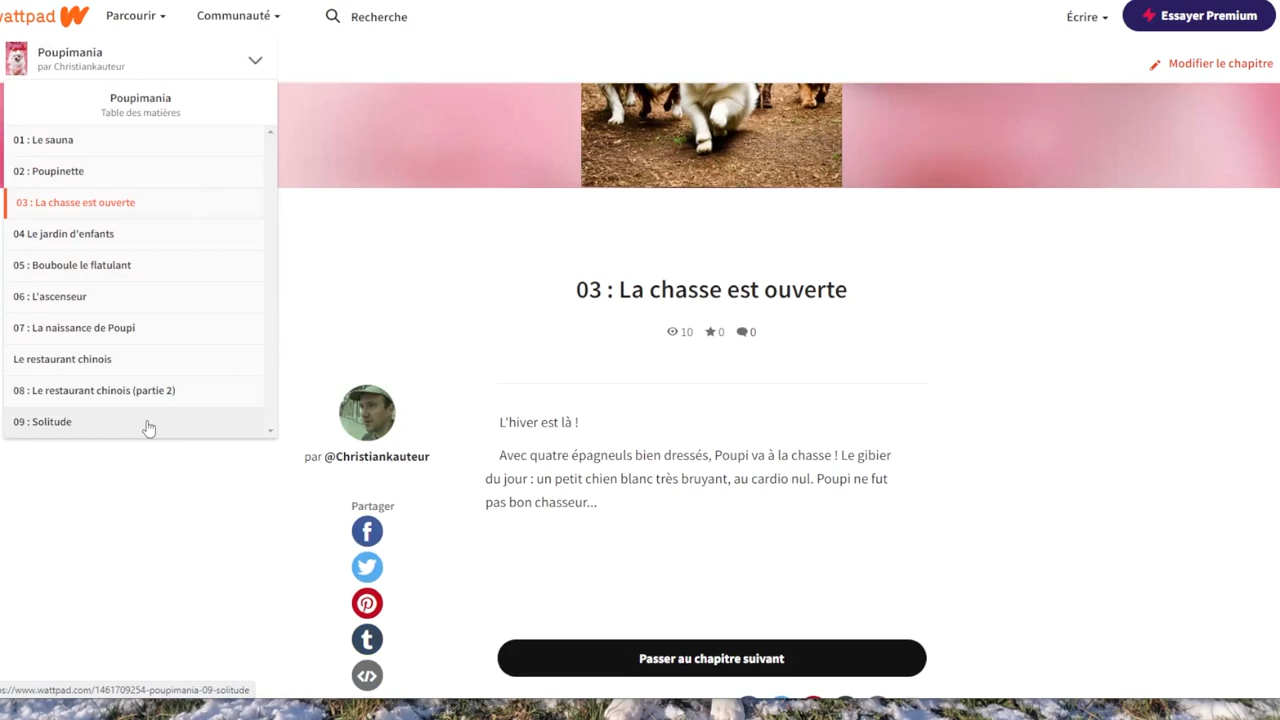 wattpad
Parcourir
Communauté
Recherche
Écrire
Essayer Premium
Poupimania
par Christiankauteur
Modifier le chapitre
Poupimania
Table des matières
01 : Le sauna
02 : Poupinette
03 : La chasse est ouverte
04 Le jardin d'enfants
05 : Bouboule le flatulant
06 : L'ascenseur
07 : La naissance de Poupi
Le restaurant chinois
08 : Le restaurant chinois (partie 2)
09 : Solitude
03 : La chasse est ouverte
10 0 0
par @Christiankauteur
L'hiver est là !
Avec quatre épagneuls bien dressés, Poupi va à la chasse ! Le gibier
du jour : un petit chien blanc très bruyant, au cardio nul. Poupi ne fut
pas bon chasseur...
Partager
Passer au chapitre suivant
s://www.wattpad.com/1461709254-poupimania-09-solitude